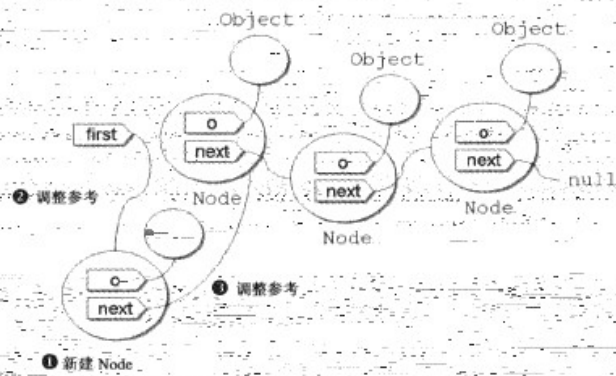 Object
Object
Object
o
first
next
o
o
next
next
null
❷ 调整参考
Node
Node
Node
o
❸ 调整参考
next
❶ 新建 Node